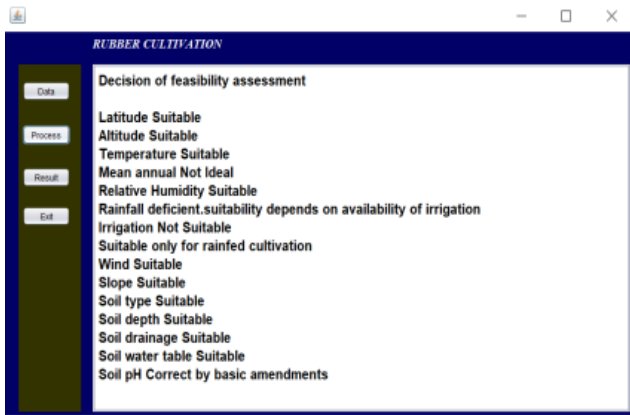 RUBBER CULTIVATION
Data
Process
Result
Exit
Decision of feasibility assessment
Latitude Suitable
Altitude Suitable
Temperature Suitable
Mean annual Not Ideal
Relative Humidity Suitable
Rainfall deficient.suitability depends on availability of irrigation
Irrigation Not Suitable
Suitable only for rainfed cultivation
Wind Suitable
Slope Suitable
Soil type Suitable
Soil depth Suitable
Soil drainage Suitable
Soil water table Suitable
Soil pH Correct by basic amendments